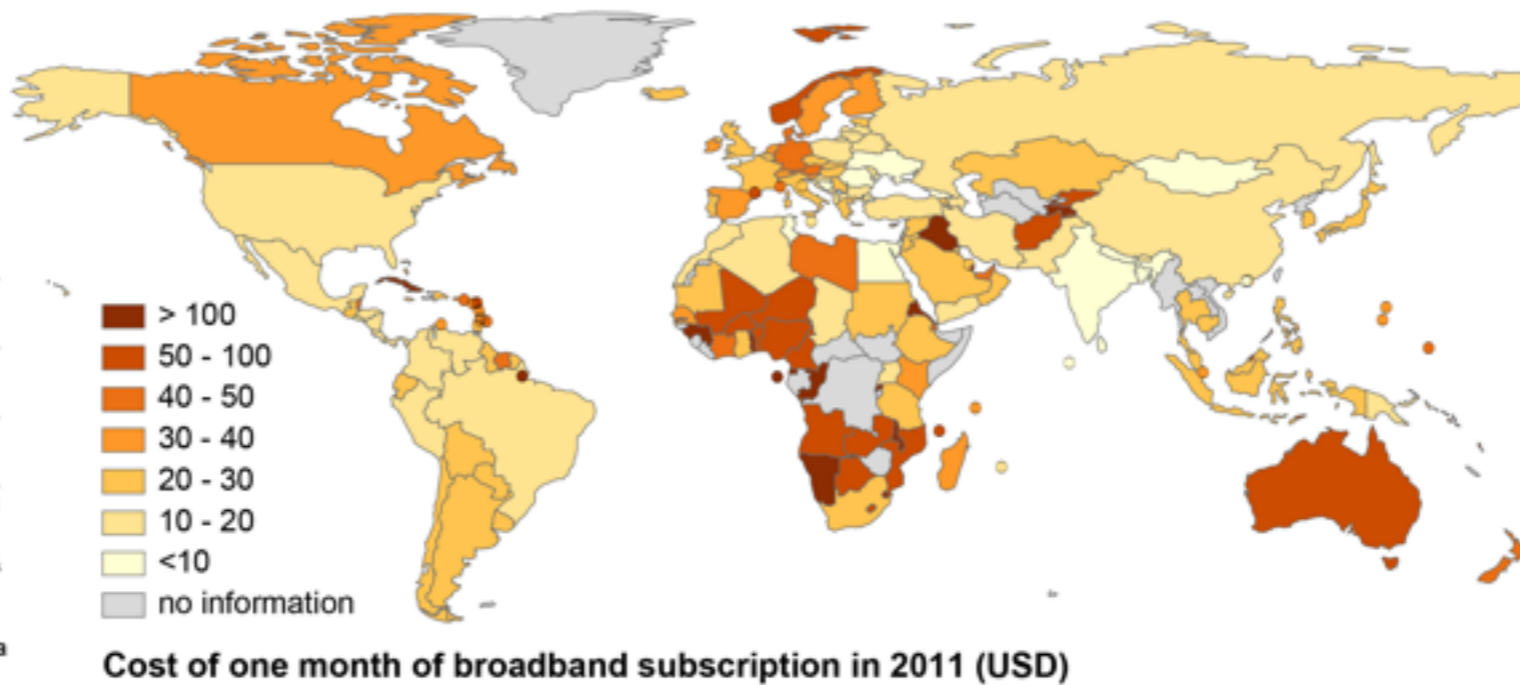 > 100
50 - 100
40 - 50
30 - 40
20 - 30
10 - 20
<10
no information
Cost of one month of broadband subscription in 2011 (USD)